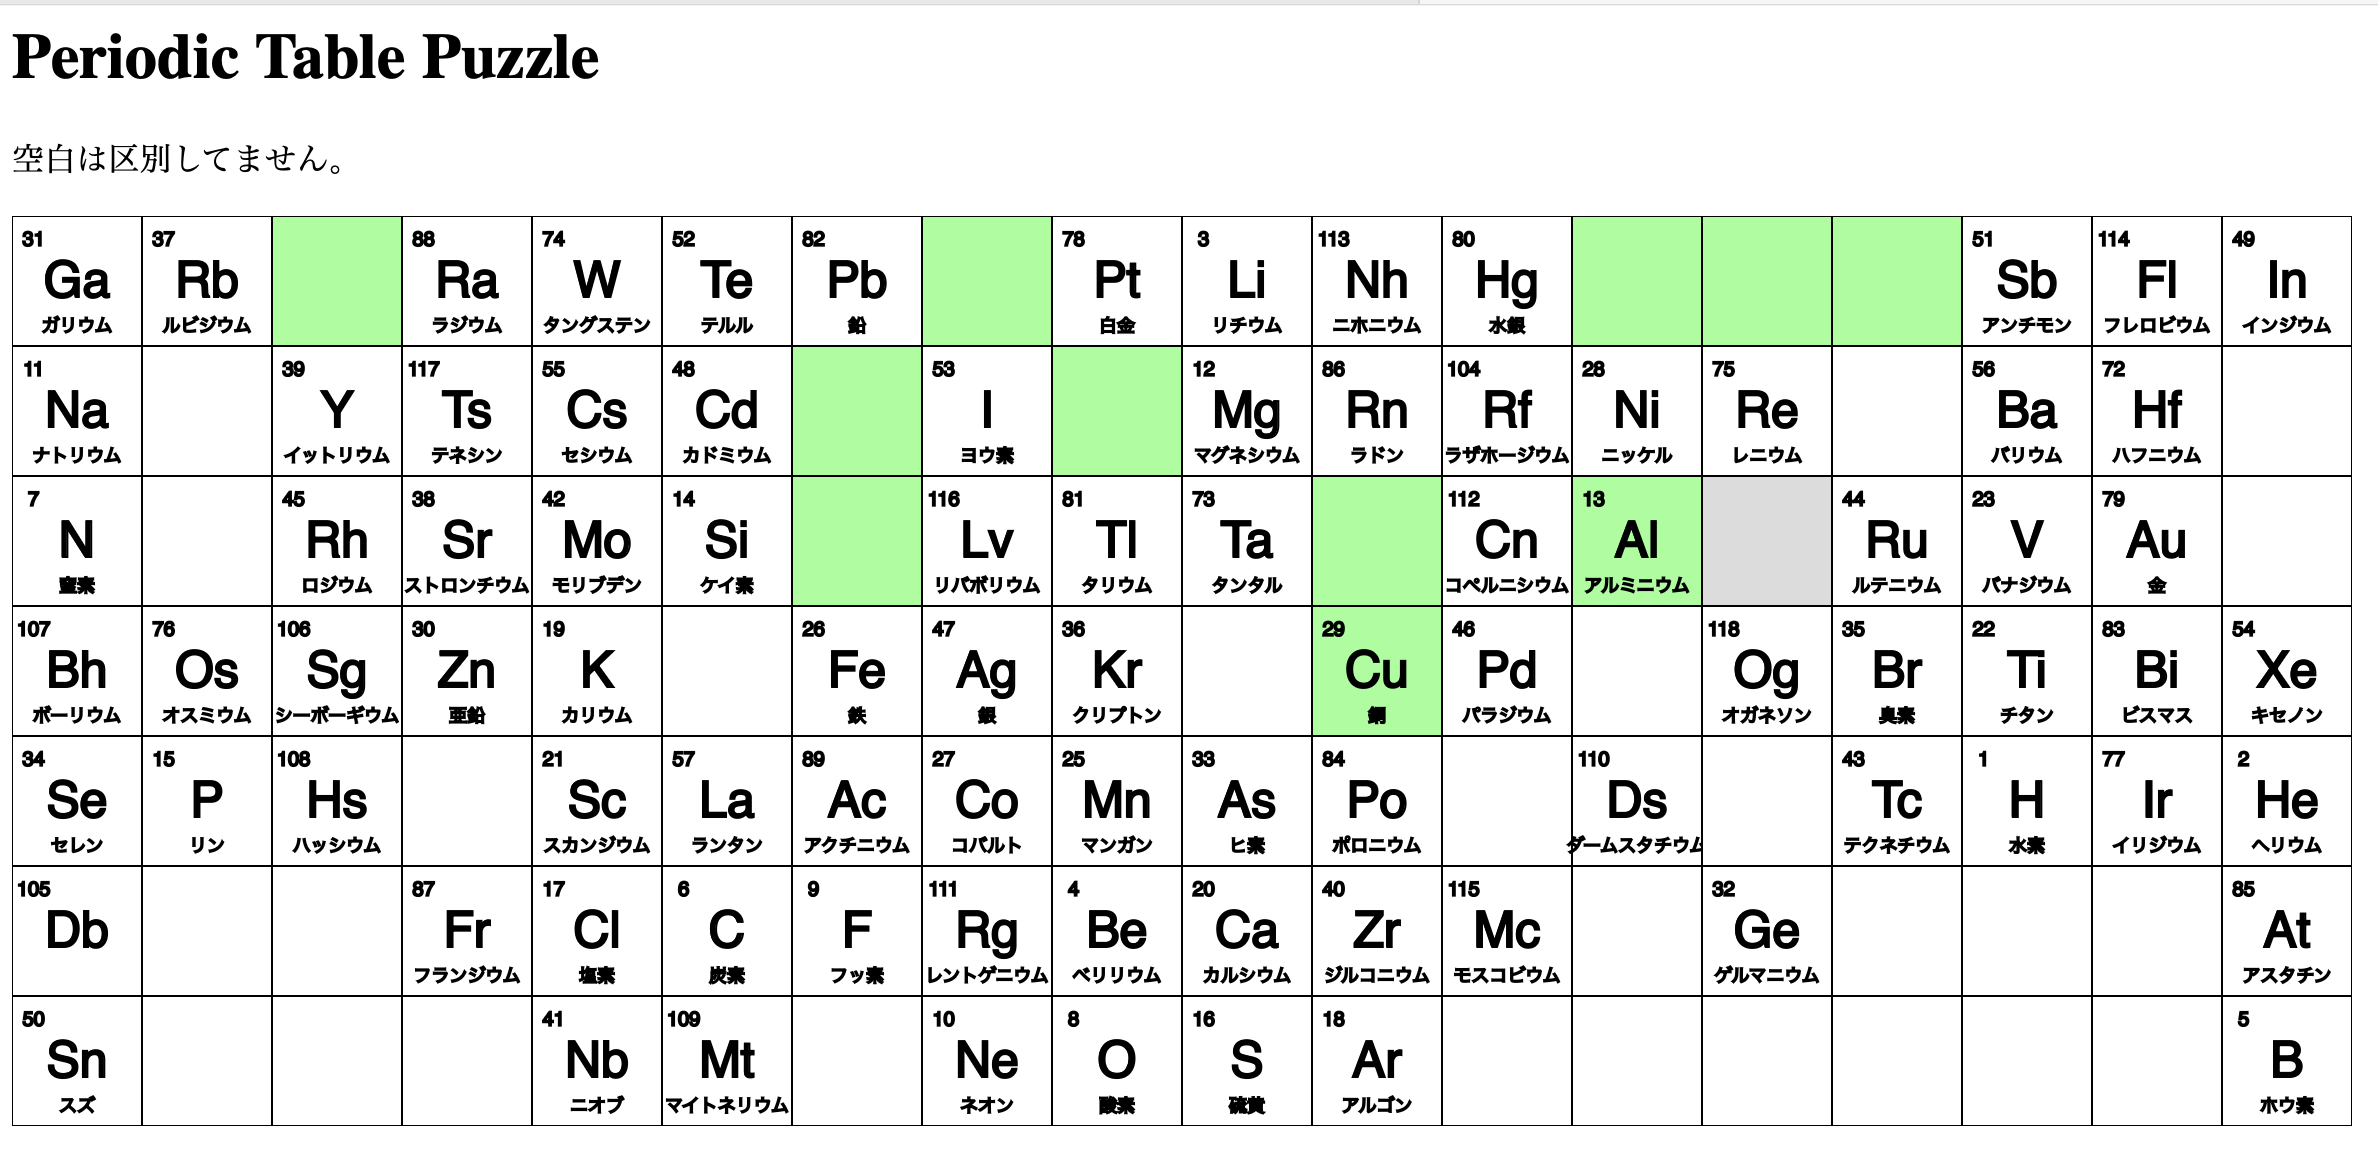 Periodic Table Puzzle
空白は区別してません。
31 37 88 74 52 82 78 3 113 80 51 114 49
Ga Rb Ra W Te Pb Pt Li Nh Hg Sb Fl In
ガリウム ルビジウム ラジウム タングステン テルル 鉛 白金 リチウム ニホニウム 水銀 アンチモン フレロビウム インジウム
11 39 117 55 48 53 12 86 104 28 75 56 72
Na Y Ts Cs Cd I Mg Rn Rf Ni Re Ba Hf
ナトリウム イットリウム テネシン セシウム カドミウム ヨウ素 マグネシウム ラドン ラザホージウム ニッケル レニウム バリウム ハフニウム
7 45 38 42 14 116 81 73 112 13 44 23 79
N Rh Sr Mo Si Lv Tl Ta Cn Al Ru V Au
窒素 ロジウム ストロンチウム モリブデン ケイ素 リバボリウム タリウム タンタル コペルニシウム アルミニウム ルテニウム バナジウム 金
107 76 106 30 19 26 47 36 29 46 118 35 22 83 54
Bh Os Sg Zn K Fe Ag Kr Cu Pd Og Br Ti Bi Xe
ボーリウム オスミウム シーボーギウム 亜鉛 カリウム 鉄 銀 クリプトン 銅 パラジウム オガネソン 臭素 チタン ビスマス キセノン
34 15 108 21 57 89 27 25 33 84 110 43 1 77 2
Se P Hs Sc La Ac Co Mn As Po Ds Tc H Ir He
セレン リン ハッシウム スカンジウム ランタン アクチニウム コバルト マンガン ヒ素 ポロニウム ダームスタチウム テクネチウム 水素 イリジウム ヘリウム
105 87 17 6 9 111 4 20 40 115 32 85
Db Fr Cl C F Rg Be Ca Zr Mc Ge At
フランジウム 塩素 炭素 フッ素 レントゲニウム ベリリウム カルシウム ジルコニウム モスコビウム ゲルマニウム アスタチン
50 41 109 10 8 16 18 5
Sn Nb Mt Ne O S Ar B
スズ ニオブ マイトネリウム ネオン 酸素 硫黄 アルゴン ホウ素